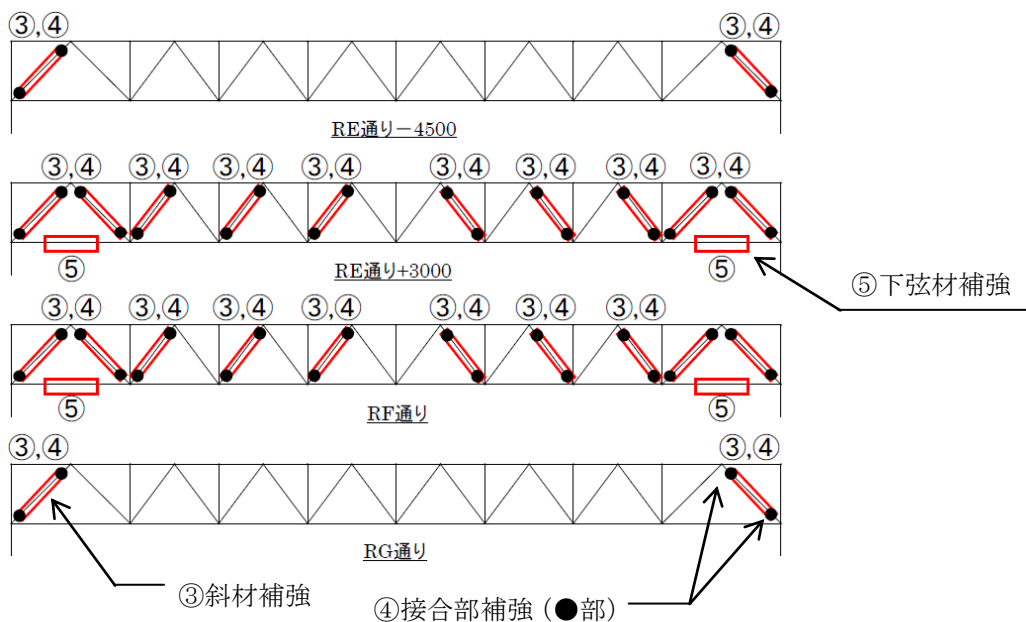 ③,④ ③,④
RE通り－4500
③,④ ③,④ ③,④ ③,④ ③,④ ③,④ ③,④ ③,④
⑤ RE通り+3000 ⑤
⑤下弦材補強
③,④ ③,④ ③,④ ③,④ ③,④ ③,④ ③,④ ③,④
⑤ RF通り ⑤
③,④ ③,④
RG通り
③斜材補強
④接合部補強（●部）